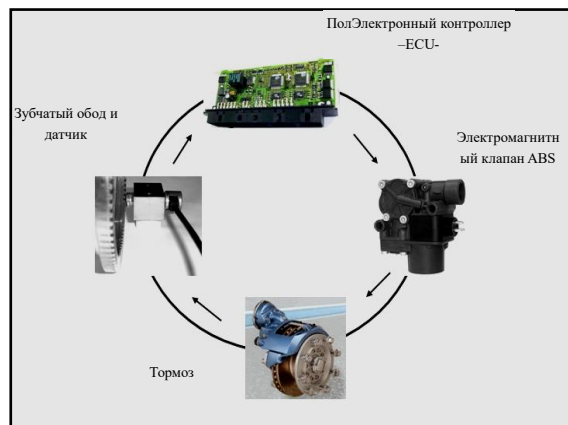 ПолЭлектронный контроллер
–ECU-
Зубчатый обод и
датчик
Электромагнитн
ый клапан ABS
Тормоз